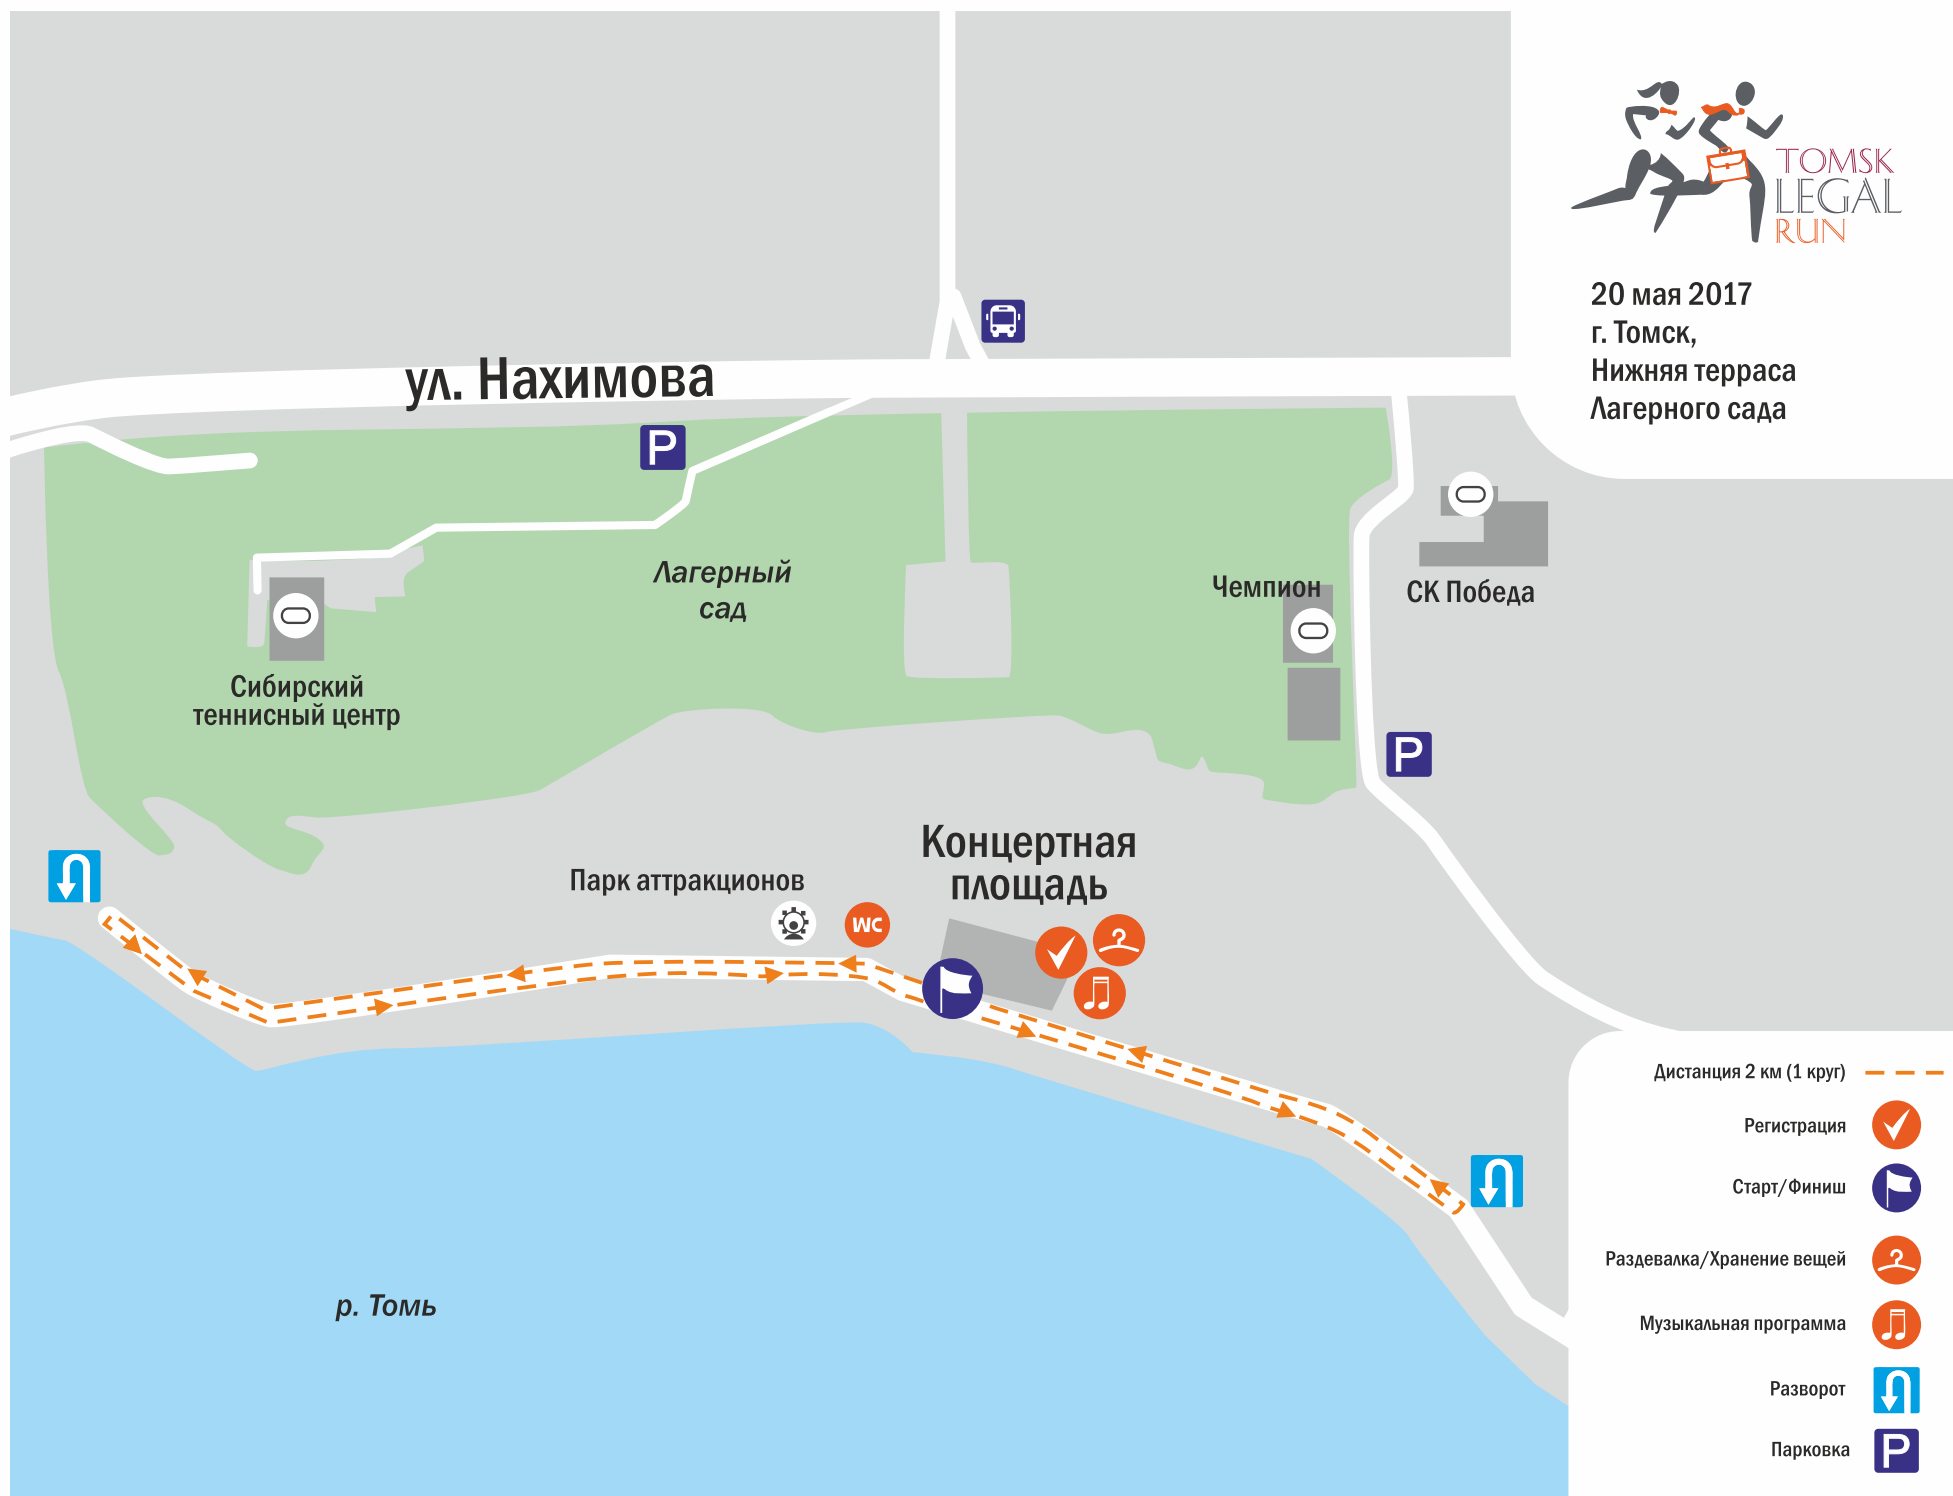 TOMSK
LEGAL
RUN
20 мая 2017
г. Томск,
Нижняя терраса
Лагерного сада
ул. Нахимова
P
Лагерный
сад
Чемпион
СК Победа
Сибирский
теннисный центр
P
Концертная
площадь
Парк аттракционов
WC
р. Томь
Дистанция 2 км (1 круг)
Регистрация
Старт/Финиш
Раздевалка/Хранение вещей
Музыкальная программа
Разворот
Парковка
P